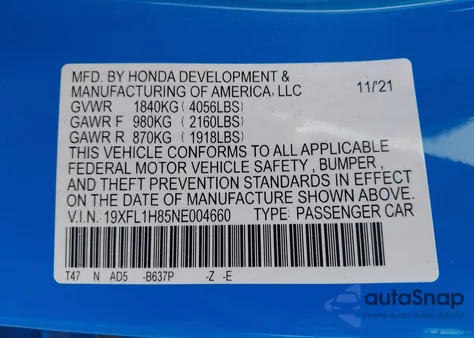 MFD. BY HONDA DEVELOPMENT &
MANUFACTURING OF AMERICA, LLC 11/'21
GVWR 1840KG (4056LBS)
GAWR F 980KG (2160LBS)
GAWR R 870KG (1918LBS)
THIS VEHICLE CONFORMS TO ALL APPLICABLE
FEDERAL MOTOR VEHICLE SAFETY , BUMPER,
AND THEFT PREVENTION STANDARDS IN EFFECT
ON THE DATE OF MANUFACTURE SHOWN ABOVE.
V.I.N: 19XFL1H85NE004660 TYPE: PASSENGER CAR
T47 N AD5 -B637P -Z -E
autoSnap